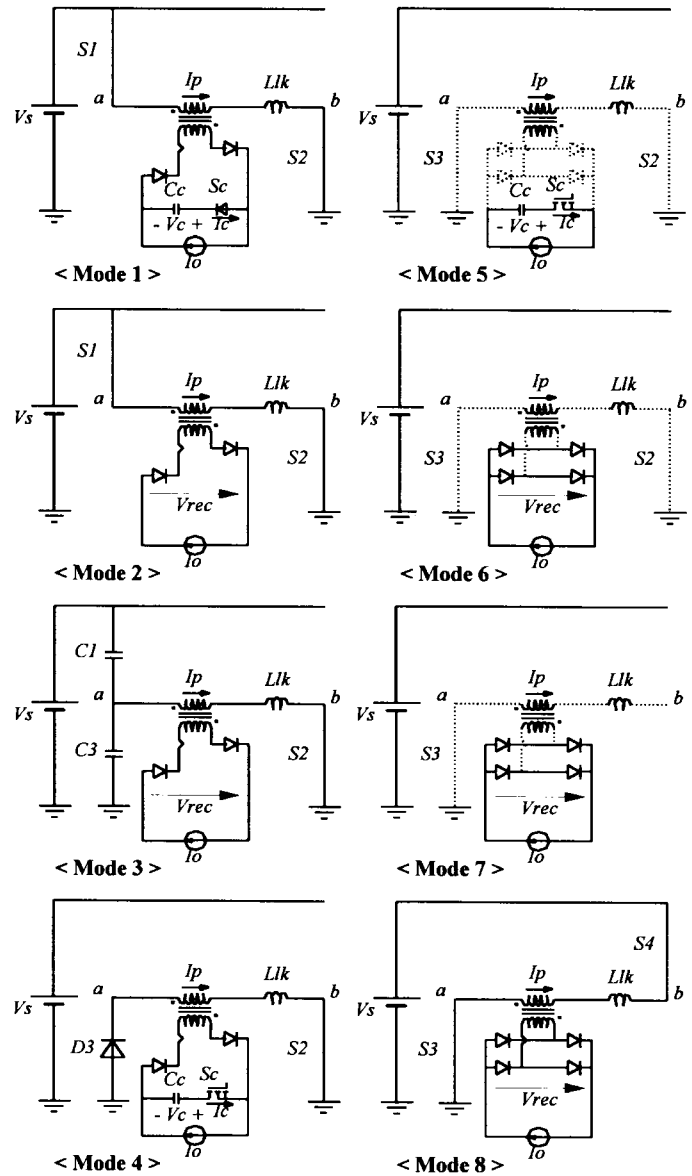 S1
Ip
Llk
a
b
Vs
S2
Cc
Sc
- Vc +
Ic
Io
< Mode 1 >
Ip
Llk
a
b
Vs
S3
S2
Cc
Sc
- Vc +
Ic
Io
< Mode 5 >
S1
Ip
Llk
a
b
Vs
S2
Vrec
Io
< Mode 2 >
Ip
Llk
a
b
Vs
S3
S2
Vrec
Io
< Mode 6 >
C1
Ip
Llk
a
b
Vs
C3
S2
Vrec
Io
< Mode 3 >
Ip
Llk
a
b
Vs
S3
Vrec
Io
< Mode 7 >
Ip
Llk
a
b
Vs
D3
S2
Cc
Sc
- Vc +
Ic
Io
< Mode 4 >
S4
Ip
Llk
a
b
Vs
S3
Vrec
Io
< Mode 8 >